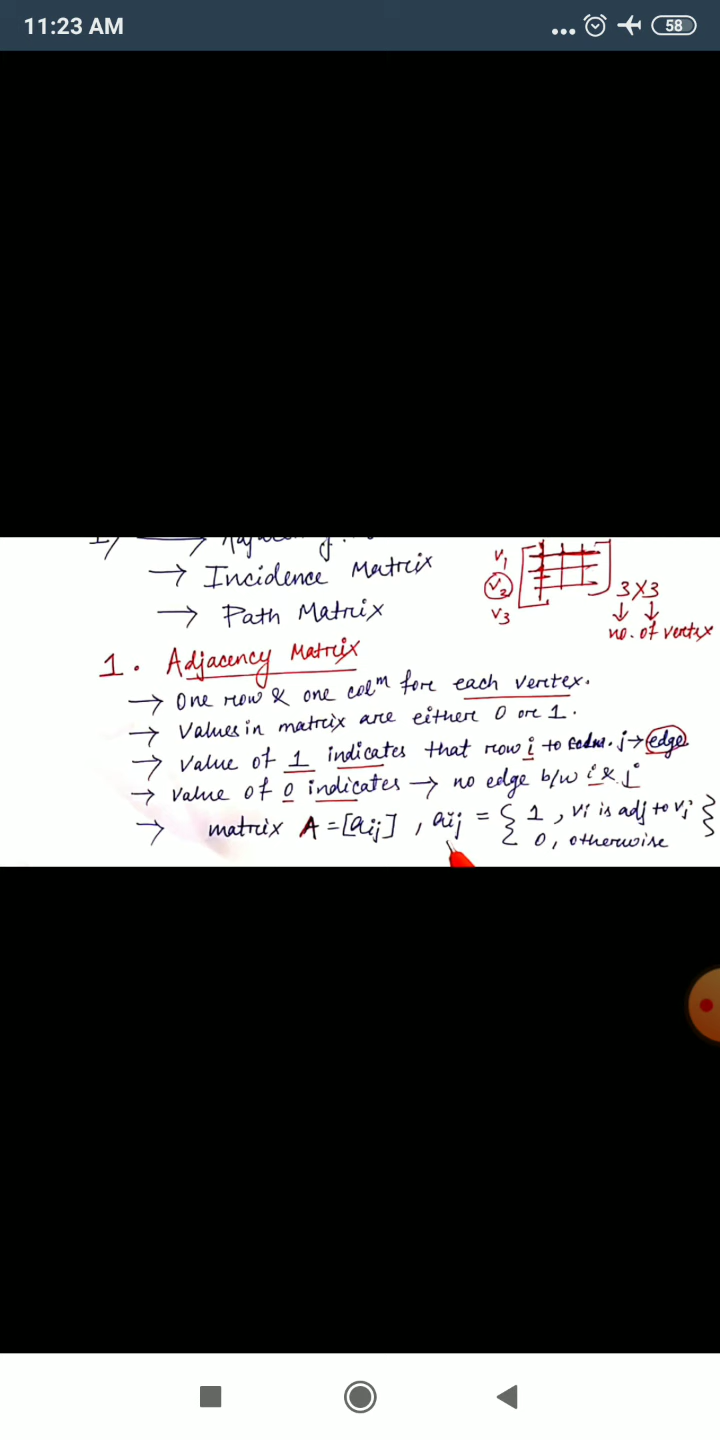 11:23 AM
58
→ Incidence Matrix
→ Path Matrix
V1
V2
V3
3X3
↓ ↓
no. of vertex
1. Adjacency Matrix
→ One row & one colm for each vertex.
→ Values in matrix are either 0 or 1.
→ Value of 1 indicates that row i to j → edge
→ value of 0 indicates → no edge b/w i & j
→ matrix A = [aij] , aij = { 1 , vi is adj to vj }
0, otherwise